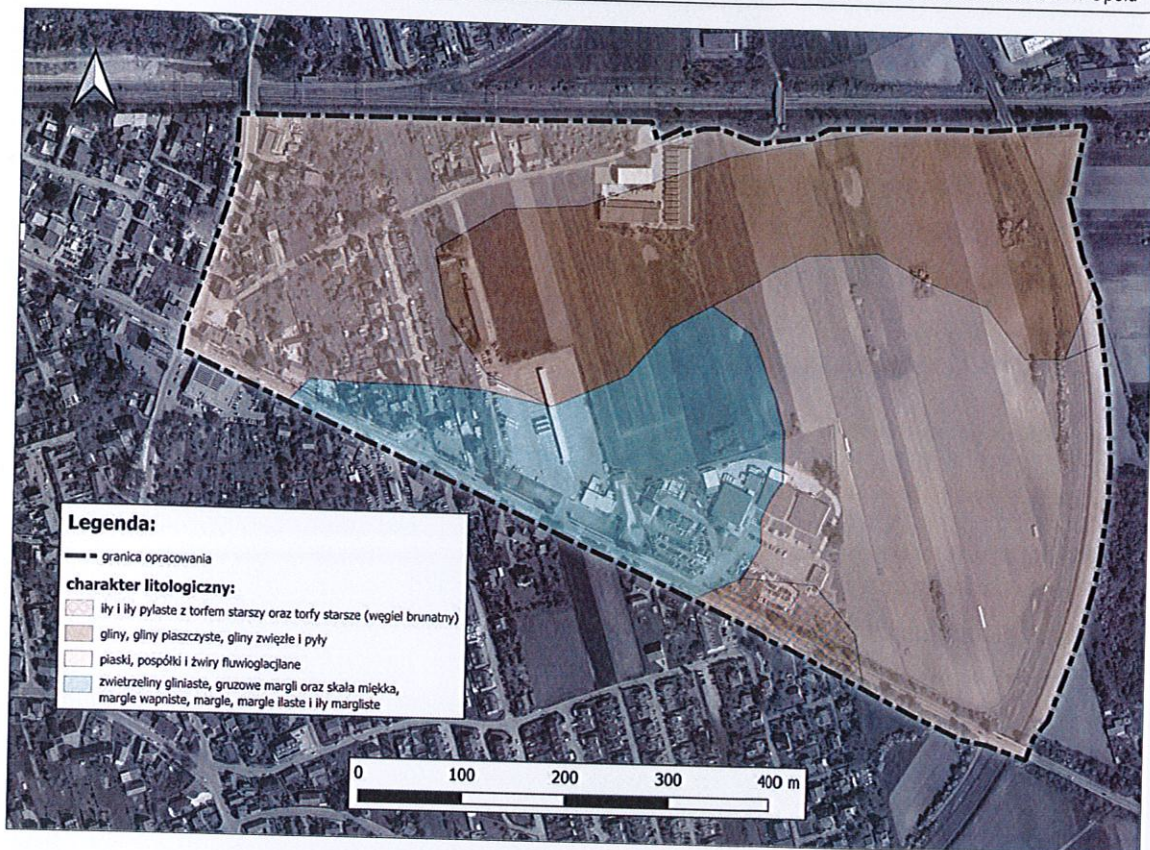 Legenda:
granica opracowania
charakter litologiczny:
iły i iły pylaste z torfem starszy oraz torfy starsze (węgiel brunatny)
gliny, gliny piaszczyste, gliny zwięzłe i pyły
piaski, pospółki i żwiry fluwioglacjlane
zwietrzeliny gliniaste, gruzowe margli oraz skała miękka,
margle wapniste, margle, margle ilaste i iły margliste
0 100 200 300 400 m